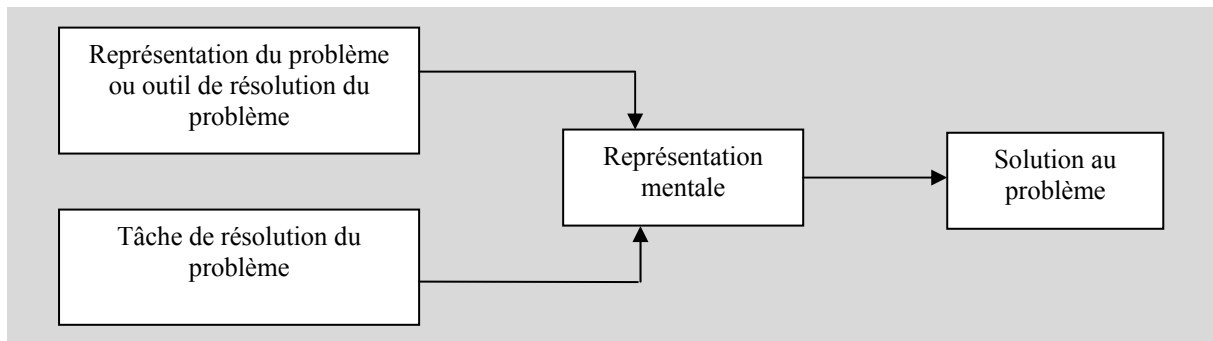 Représentation du problème
ou outil de résolution du
problème
Tâche de résolution du
problème
Représentation
mentale
Solution au
problème